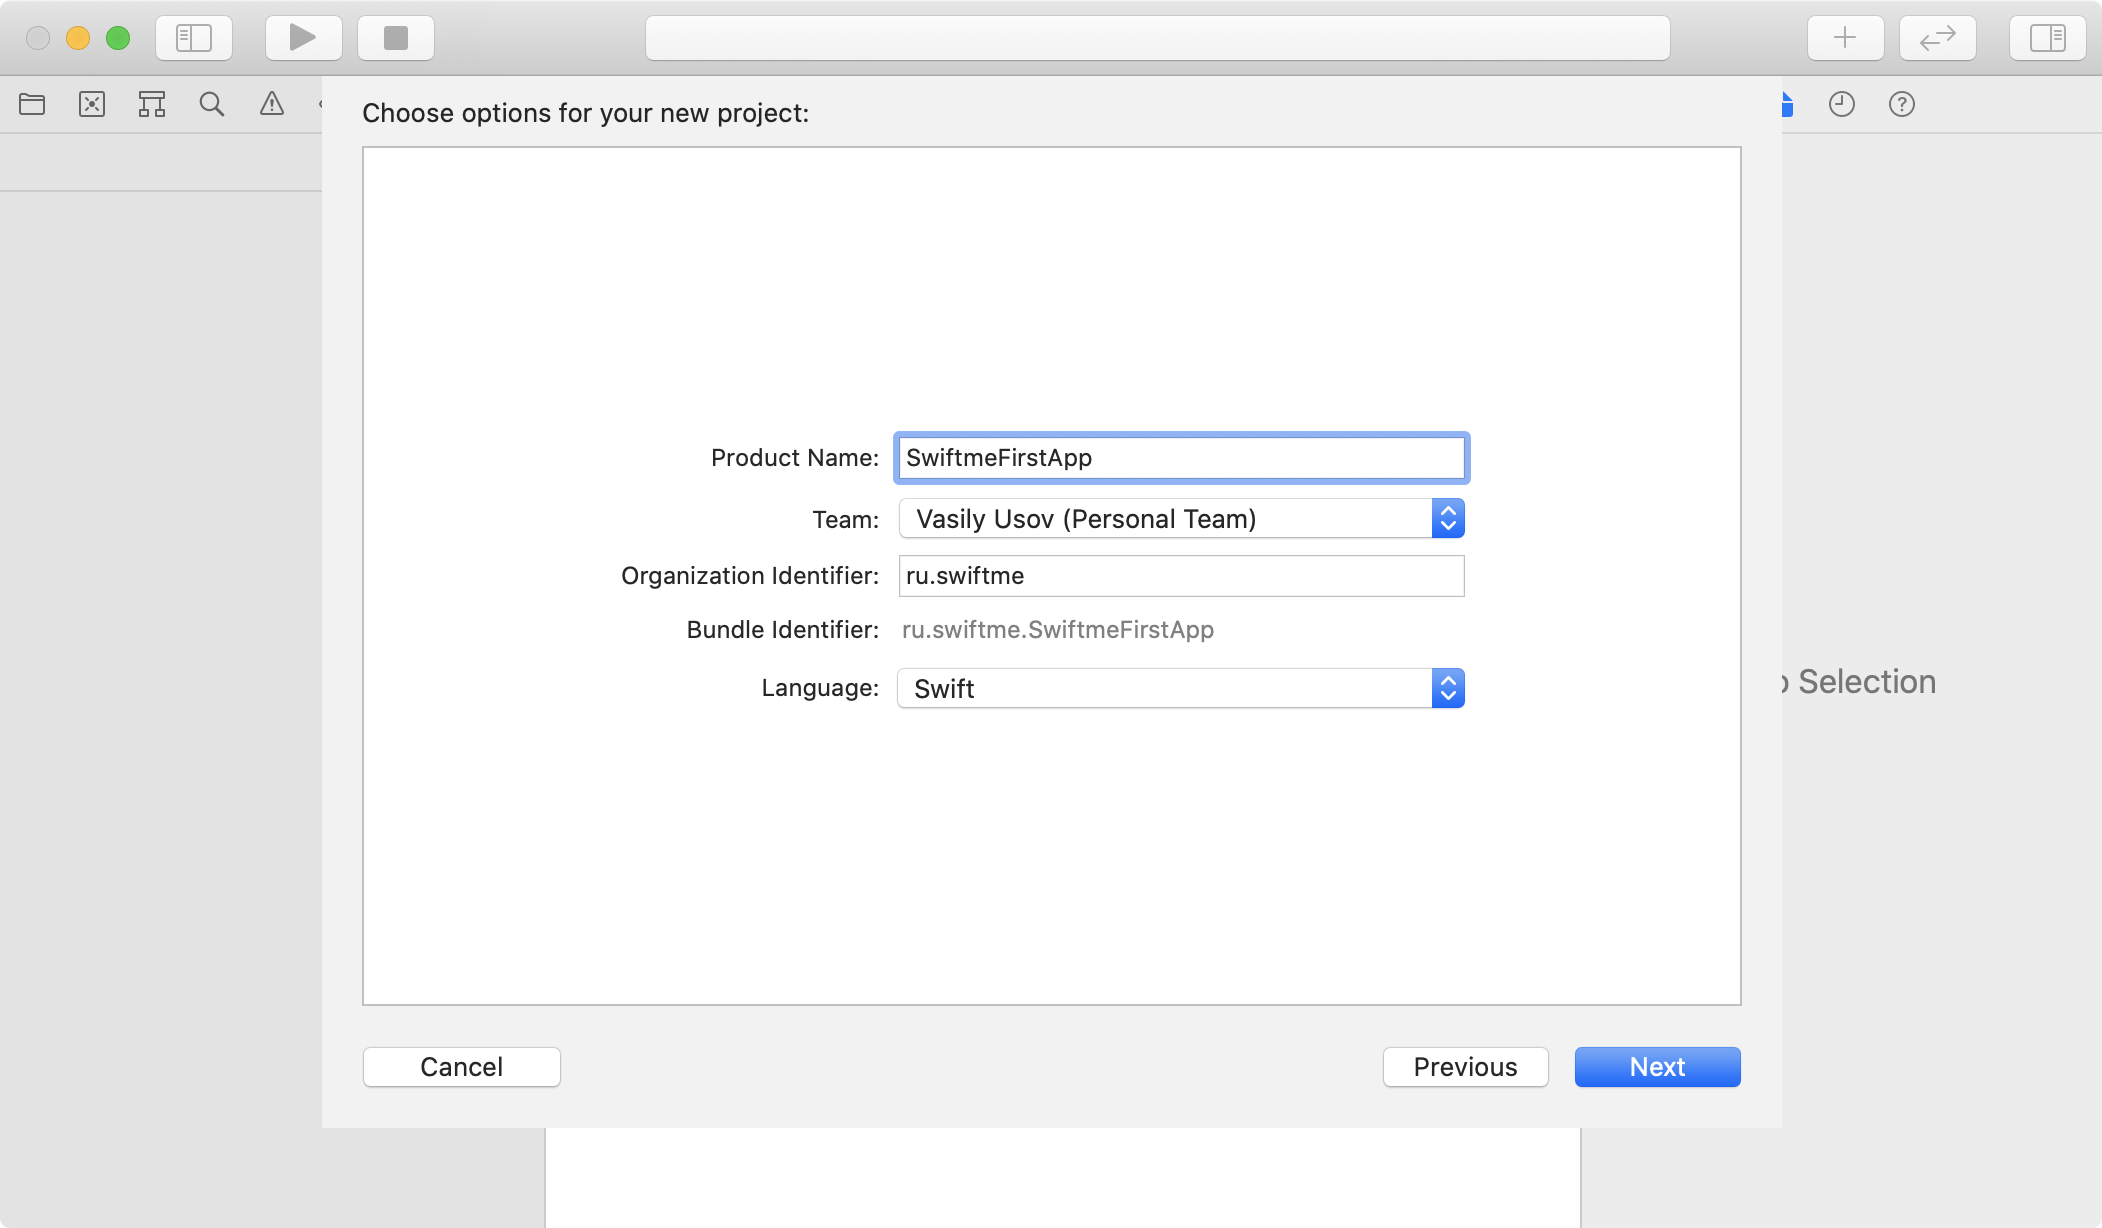 Choose options for your new project:
Product Name: SwiftmeFirstApp
Team: Vasily Usov (Personal Team)
Organization Identifier: ru.swiftme
Bundle Identifier: ru.swiftme.SwiftmeFirstApp
Language: Swift
Selection
Cancel Previous Next